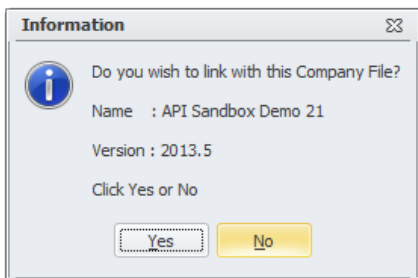 Information
Do you wish to link with this Company File?
Name : API Sandbox Demo 21
Version : 2013.5
Click Yes or No
Yes
No